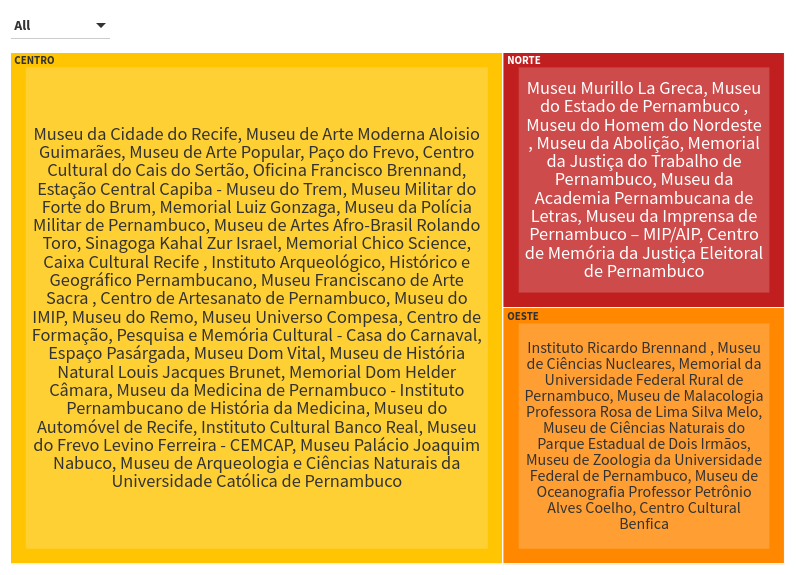 All
CENTRO
Museu da Cidade do Recife, Museu de Arte Moderna Aloisio
Guimarães, Museu de Arte Popular, Paço do Frevo, Centro
Cultural do Cais do Sertão, Oficina Francisco Brennand,
Estação Central Capiba - Museu do Trem, Museu Militar do
Forte do Brum, Memorial Luiz Gonzaga, Museu da Polícia
Militar de Pernambuco, Museu de Artes Afro-Brasil Rolando
Toro, Sinagoga Kahal Zur Israel, Memorial Chico Science,
Caixa Cultural Recife , Instituto Arqueológico, Histórico e
Geográfico Pernambucano, Museu Franciscano de Arte
Sacra , Centro de Artesanato de Pernambuco, Museu do
IMIP, Museu do Remo, Museu Universo Compesa, Centro de
Formação, Pesquisa e Memória Cultural - Casa do Carnaval,
Espaço Pasárgada, Museu Dom Vital, Museu de História
Natural Louis Jacques Brunet, Memorial Dom Helder
Câmara, Museu da Medicina de Pernambuco - Instituto
Pernambucano de História da Medicina, Museu do
Automóvel de Recife, Instituto Cultural Banco Real, Museu
do Frevo Levino Ferreira - CEMCAP, Museu Palácio Joaquim
Nabuco, Museu de Arqueologia e Ciências Naturais da
Universidade Católica de Pernambuco
NORTE
Museu Murillo La Greca, Museu
do Estado de Pernambuco ,
Museu do Homem do Nordeste
, Museu da Abolição, Memorial
da Justiça do Trabalho de
Pernambuco, Museu da
Academia Pernambucana de
Letras, Museu da Imprensa de
Pernambuco – MIP/AIP, Centro
de Memória da Justiça Eleitoral
de Pernambuco
OESTE
Instituto Ricardo Brennand , Museu
de Ciências Nucleares, Memorial da
Universidade Federal Rural de
Pernambuco, Museu de Malacologia
Professora Rosa de Lima Silva Melo,
Museu de Ciências Naturais do
Parque Estadual de Dois Irmãos,
Museu de Zoologia da Universidade
Federal de Pernambuco, Museu de
Oceanografia Professor Petrônio
Alves Coelho, Centro Cultural
Benfica